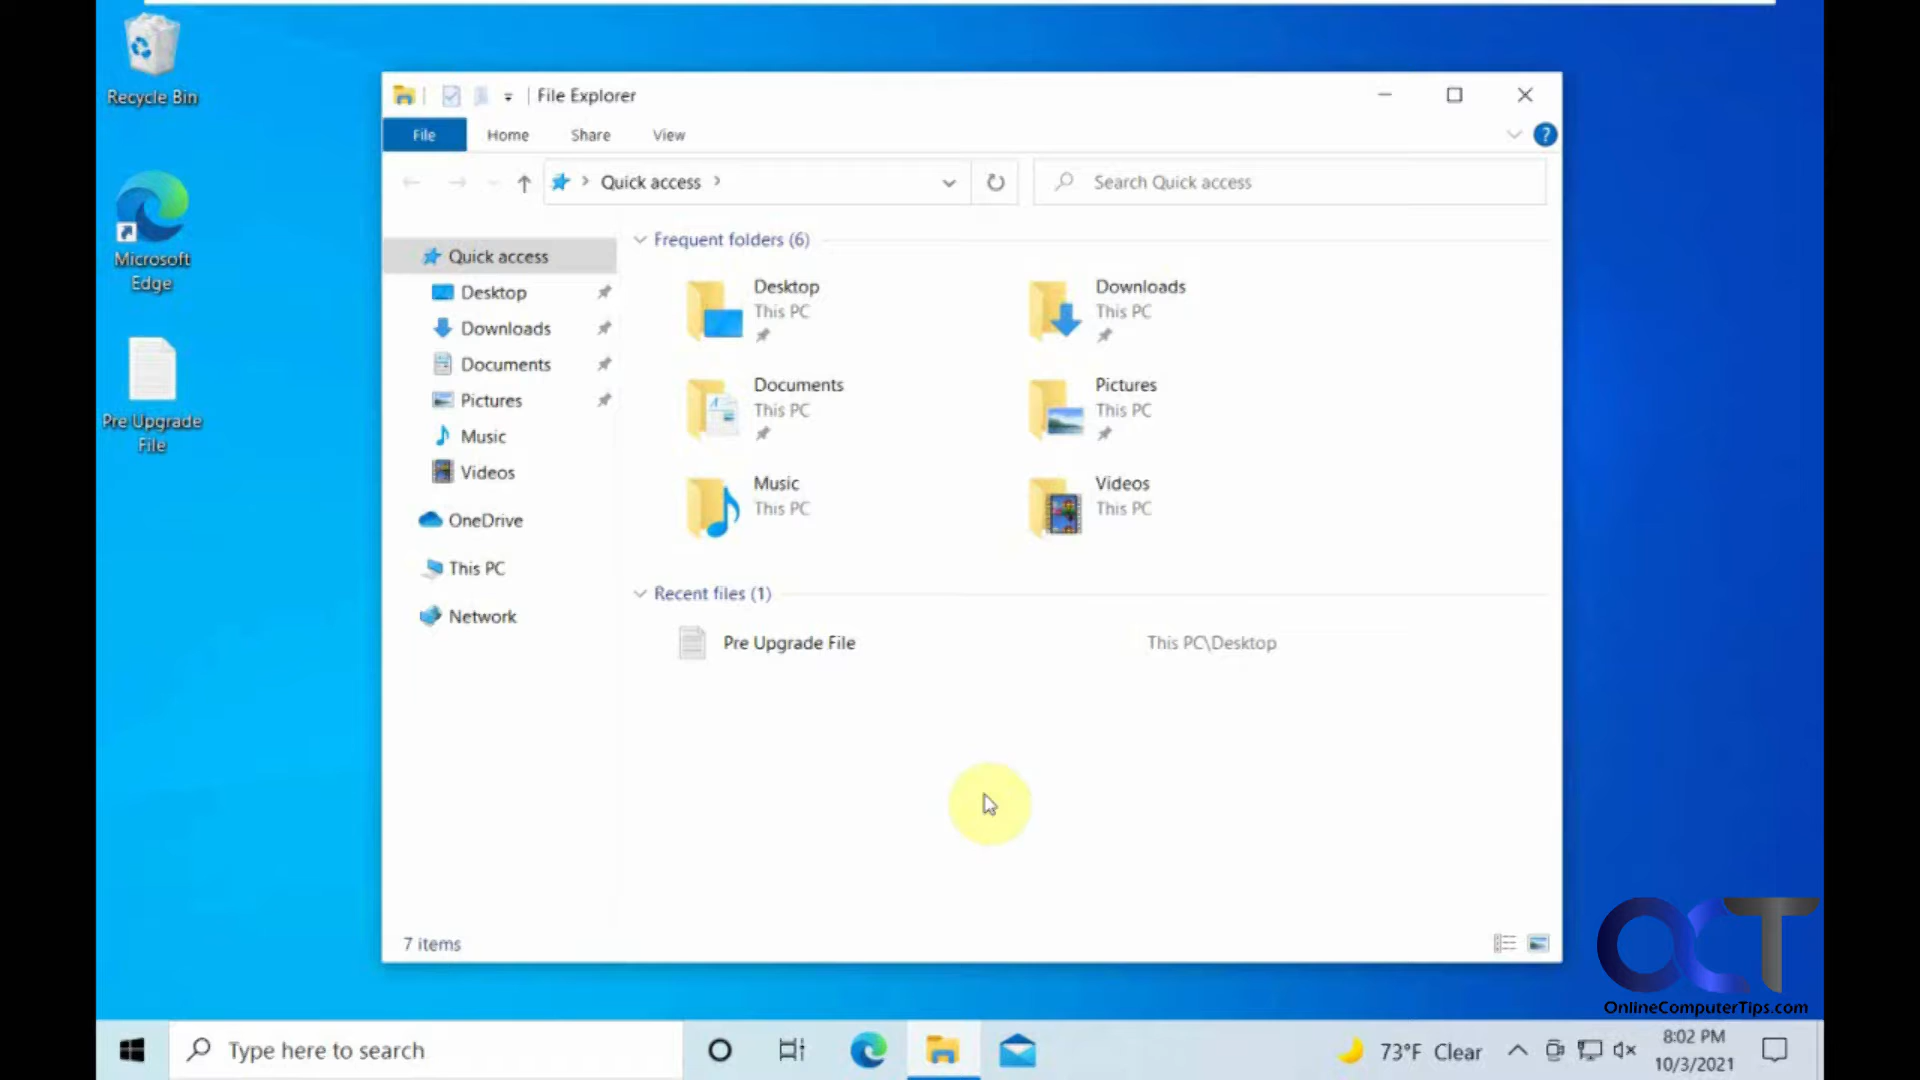 Recycle Bin
Microsoft
Edge
Pre Upgrade
File
File Explorer
File
Home
Share
View
?
Quick access
Search Quick access
Quick access
Desktop
Downloads
Documents
Pictures
Music
Videos
OneDrive
This PC
Network
Frequent folders (6)
Desktop
This PC
Downloads
This PC
Documents
This PC
Pictures
This PC
Music
This PC
Videos
This PC
Recent files (1)
Pre Upgrade File
This PC\Desktop
7 items
OCT
OnlineComputerTips.com
Type here to search
73°F Clear
8:02 PM
10/3/2021